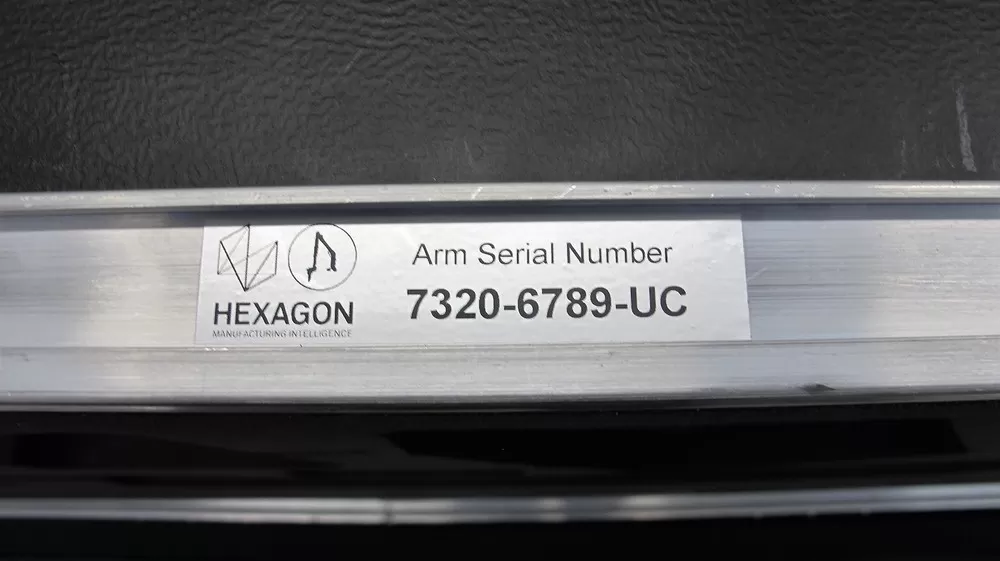 Arm Serial Number
7320-6789-UC
HEXAGON
MANUFACTURING INTELLIGENCE